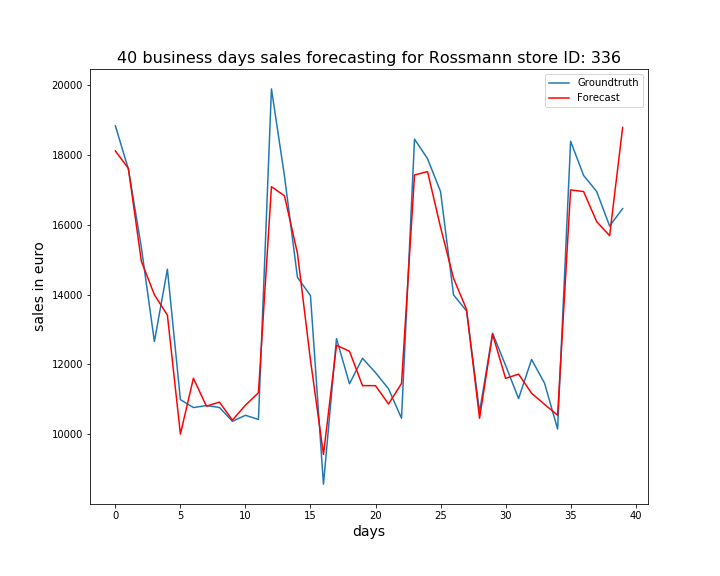 40 business days sales forecasting for Rossmann store ID: 336
Groundtruth
Forecast
sales in euro
20000
18000
16000
14000
12000
10000
0 5 10 15 20 25 30 35 40
days